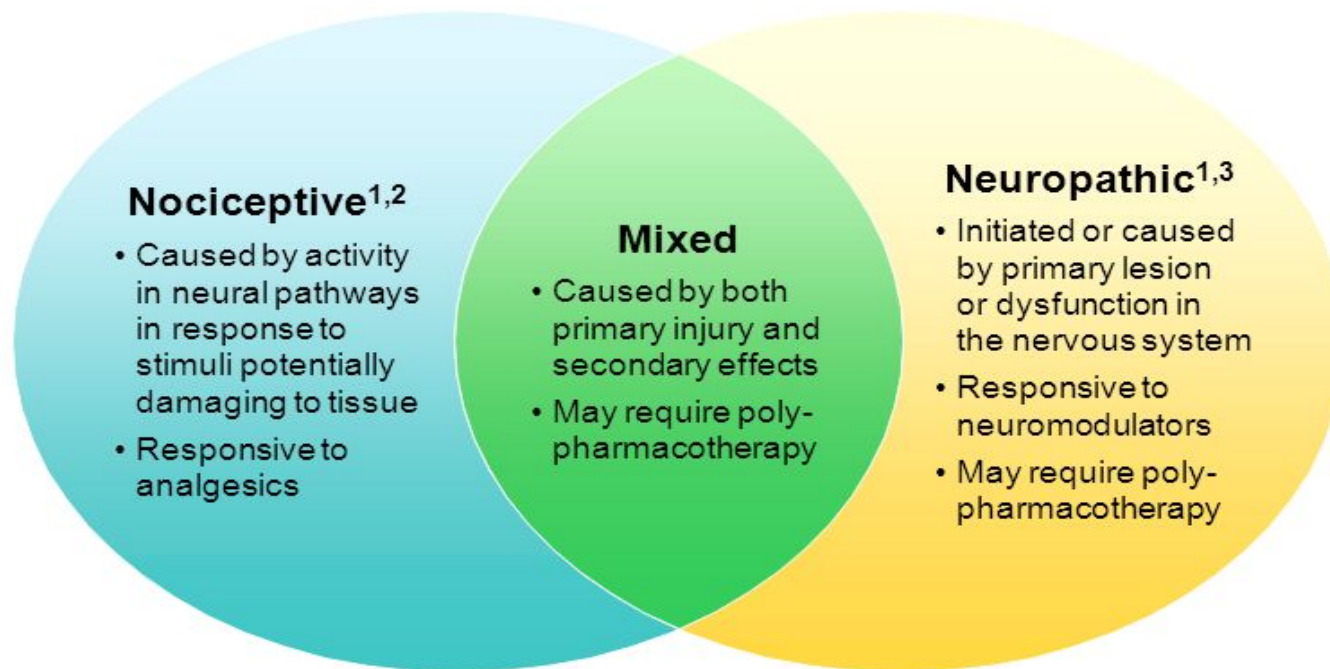 Nociceptive1,2
• Caused by activity
in neural pathways
in response to
stimuli potentially
damaging to tissue
• Responsive to
analgesics
Mixed
• Caused by both
primary injury and
secondary effects
• May require poly-
pharmacotherapy
Neuropathic1,3
• Initiated or caused
by primary lesion
or dysfunction in
the nervous system
• Responsive to
neuromodulators
• May require poly-
pharmacotherapy